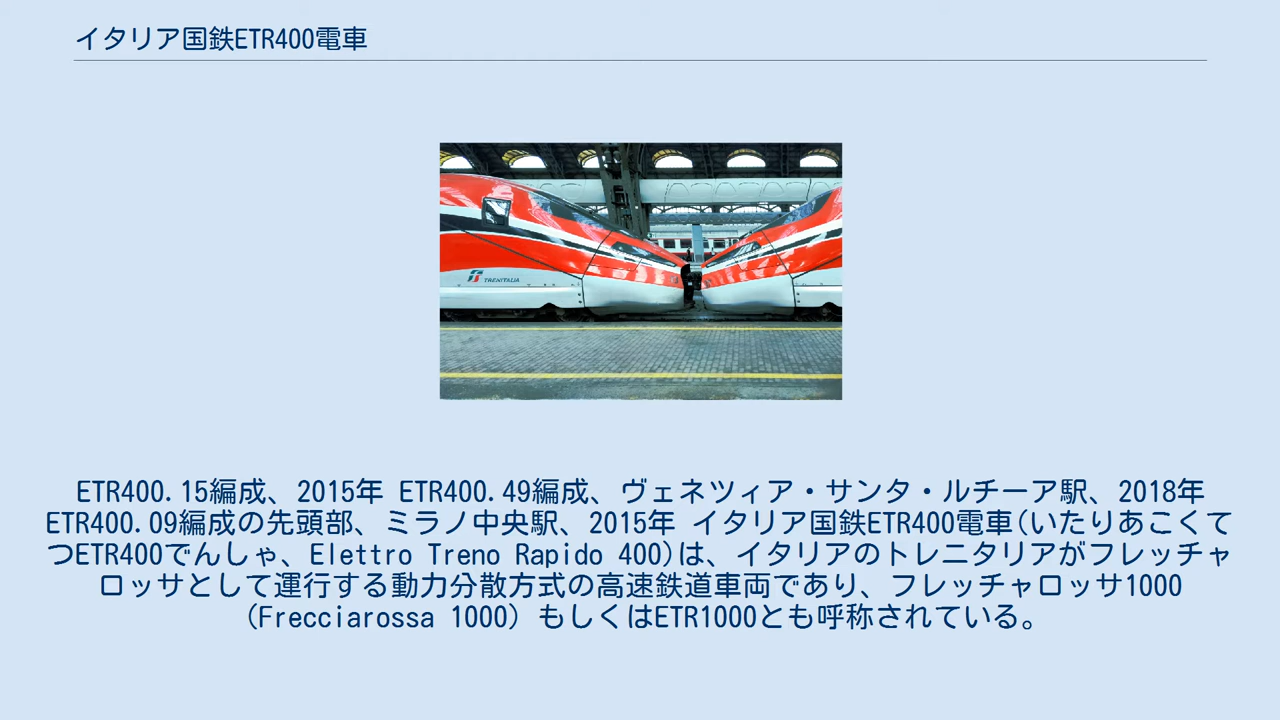 イタリア国鉄ETR400電車
TRENITALIA
ETR400.15編成、2015年 ETR400.49編成、ヴェネツィア・サンタ・ルチーア駅、2018年
ETR400.09編成の先頭部、ミラノ中央駅、2015年 イタリア国鉄ETR400電車(いたりあこくて
つETR400でんしゃ、Elettro Treno Rapido 400)は、イタリアのトレニタリアがフレッチャ
ロッサとして運行する動力分散方式の高速鉄道車両であり、フレッチャロッサ1000
(Frecciarossa 1000) もしくはETR1000とも呼称されている。